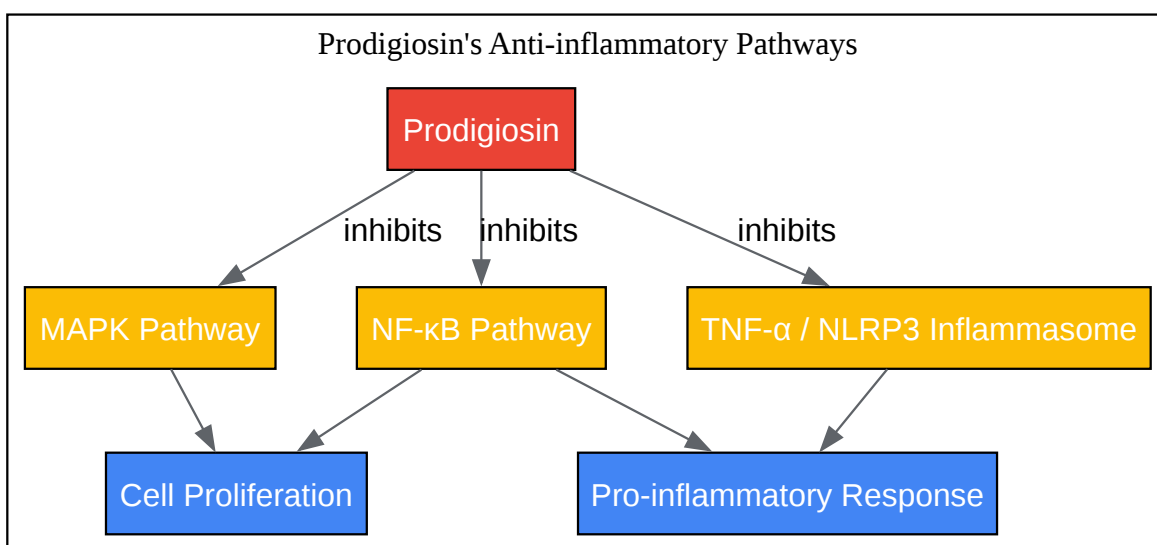 Prodigiosin's Anti-inflammatory Pathways
Prodigiosin
inhibits
inhibits
inhibits
MAPK Pathway
NF-κB Pathway
TNF-α / NLRP3 Inflammasome
Cell Proliferation
Pro-inflammatory Response